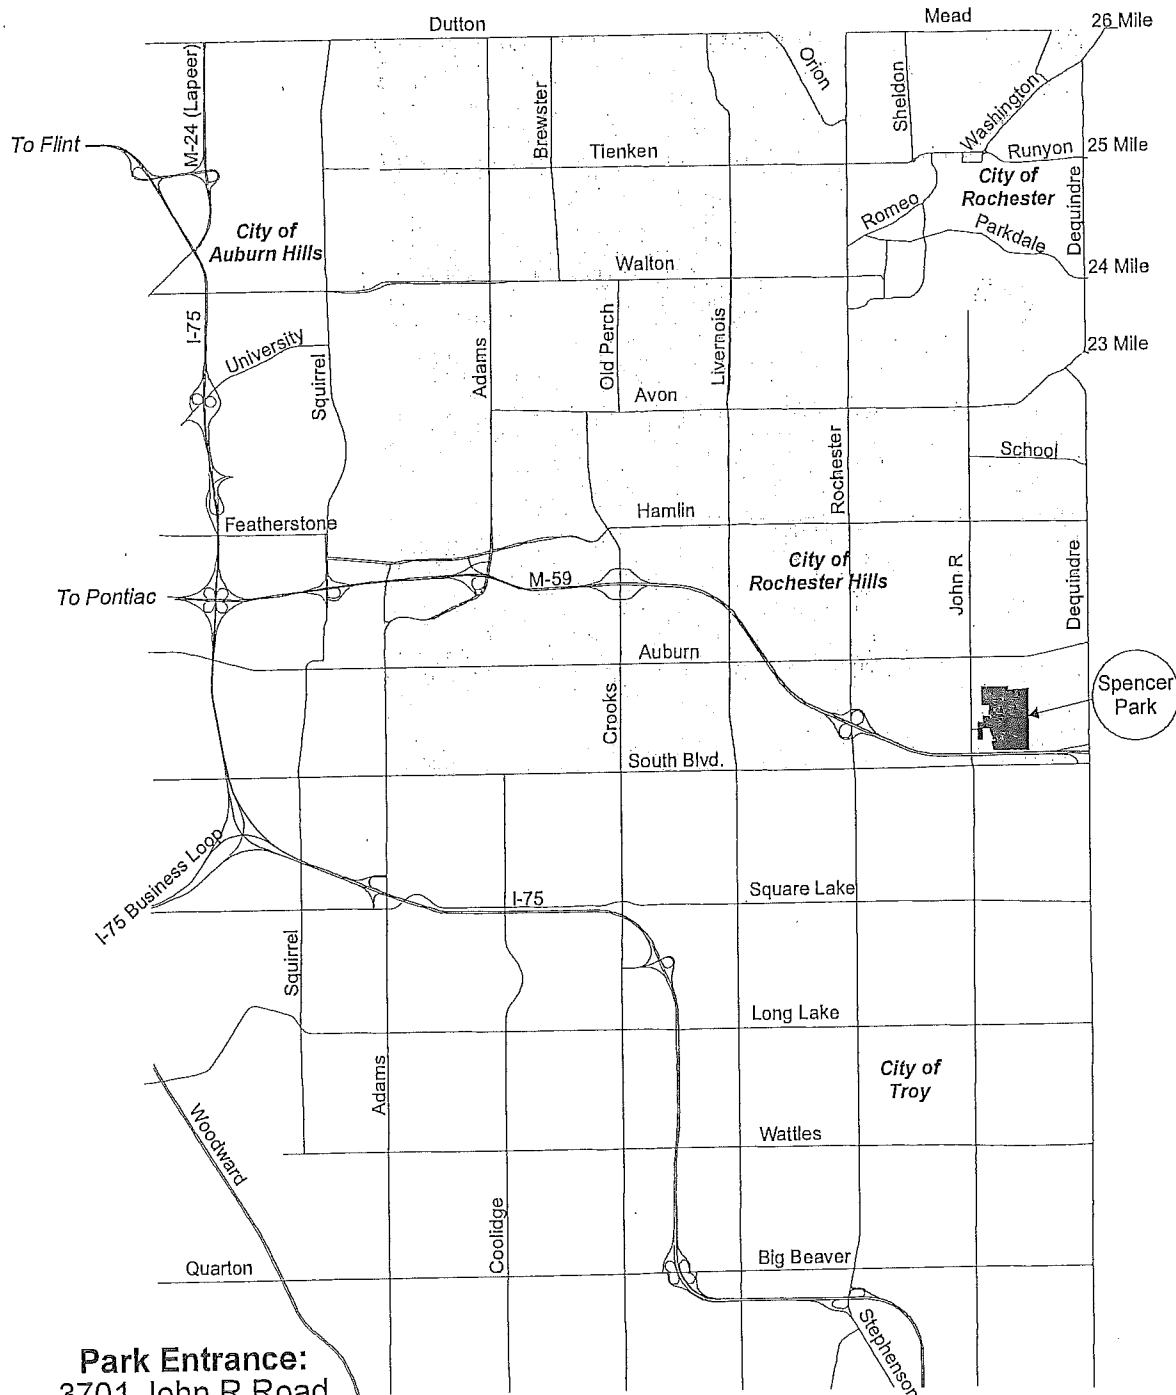 Dutton
Mead
26 Mile
M-24 (Lapeer)
Orion
Sheldon
Washington
To Flint
Brewster
Tienken
Runyon
25 Mile
City of
Rochester
Dequindre
City of
Auburn Hills
Romeo
Parkdale
Walton
24 Mile
I-75
University
Squirrel
Adams
Old Perch
Livernois
23 Mile
Avon
Rochester
School
Featherstone
Hamlin
City of
Rochester Hills
John R
Dequindre
To Pontiac
M-59
Auburn
Crooks
Spencer
Park
South Blvd.
I-75 Business Loop
I-75
Square Lake
Squirrel
Long Lake
Adams
City of
Troy
Woodward
Wattles
Coolidge
Quarton
Big Beaver
Stephenson
Park Entrance:
3701 John R Road